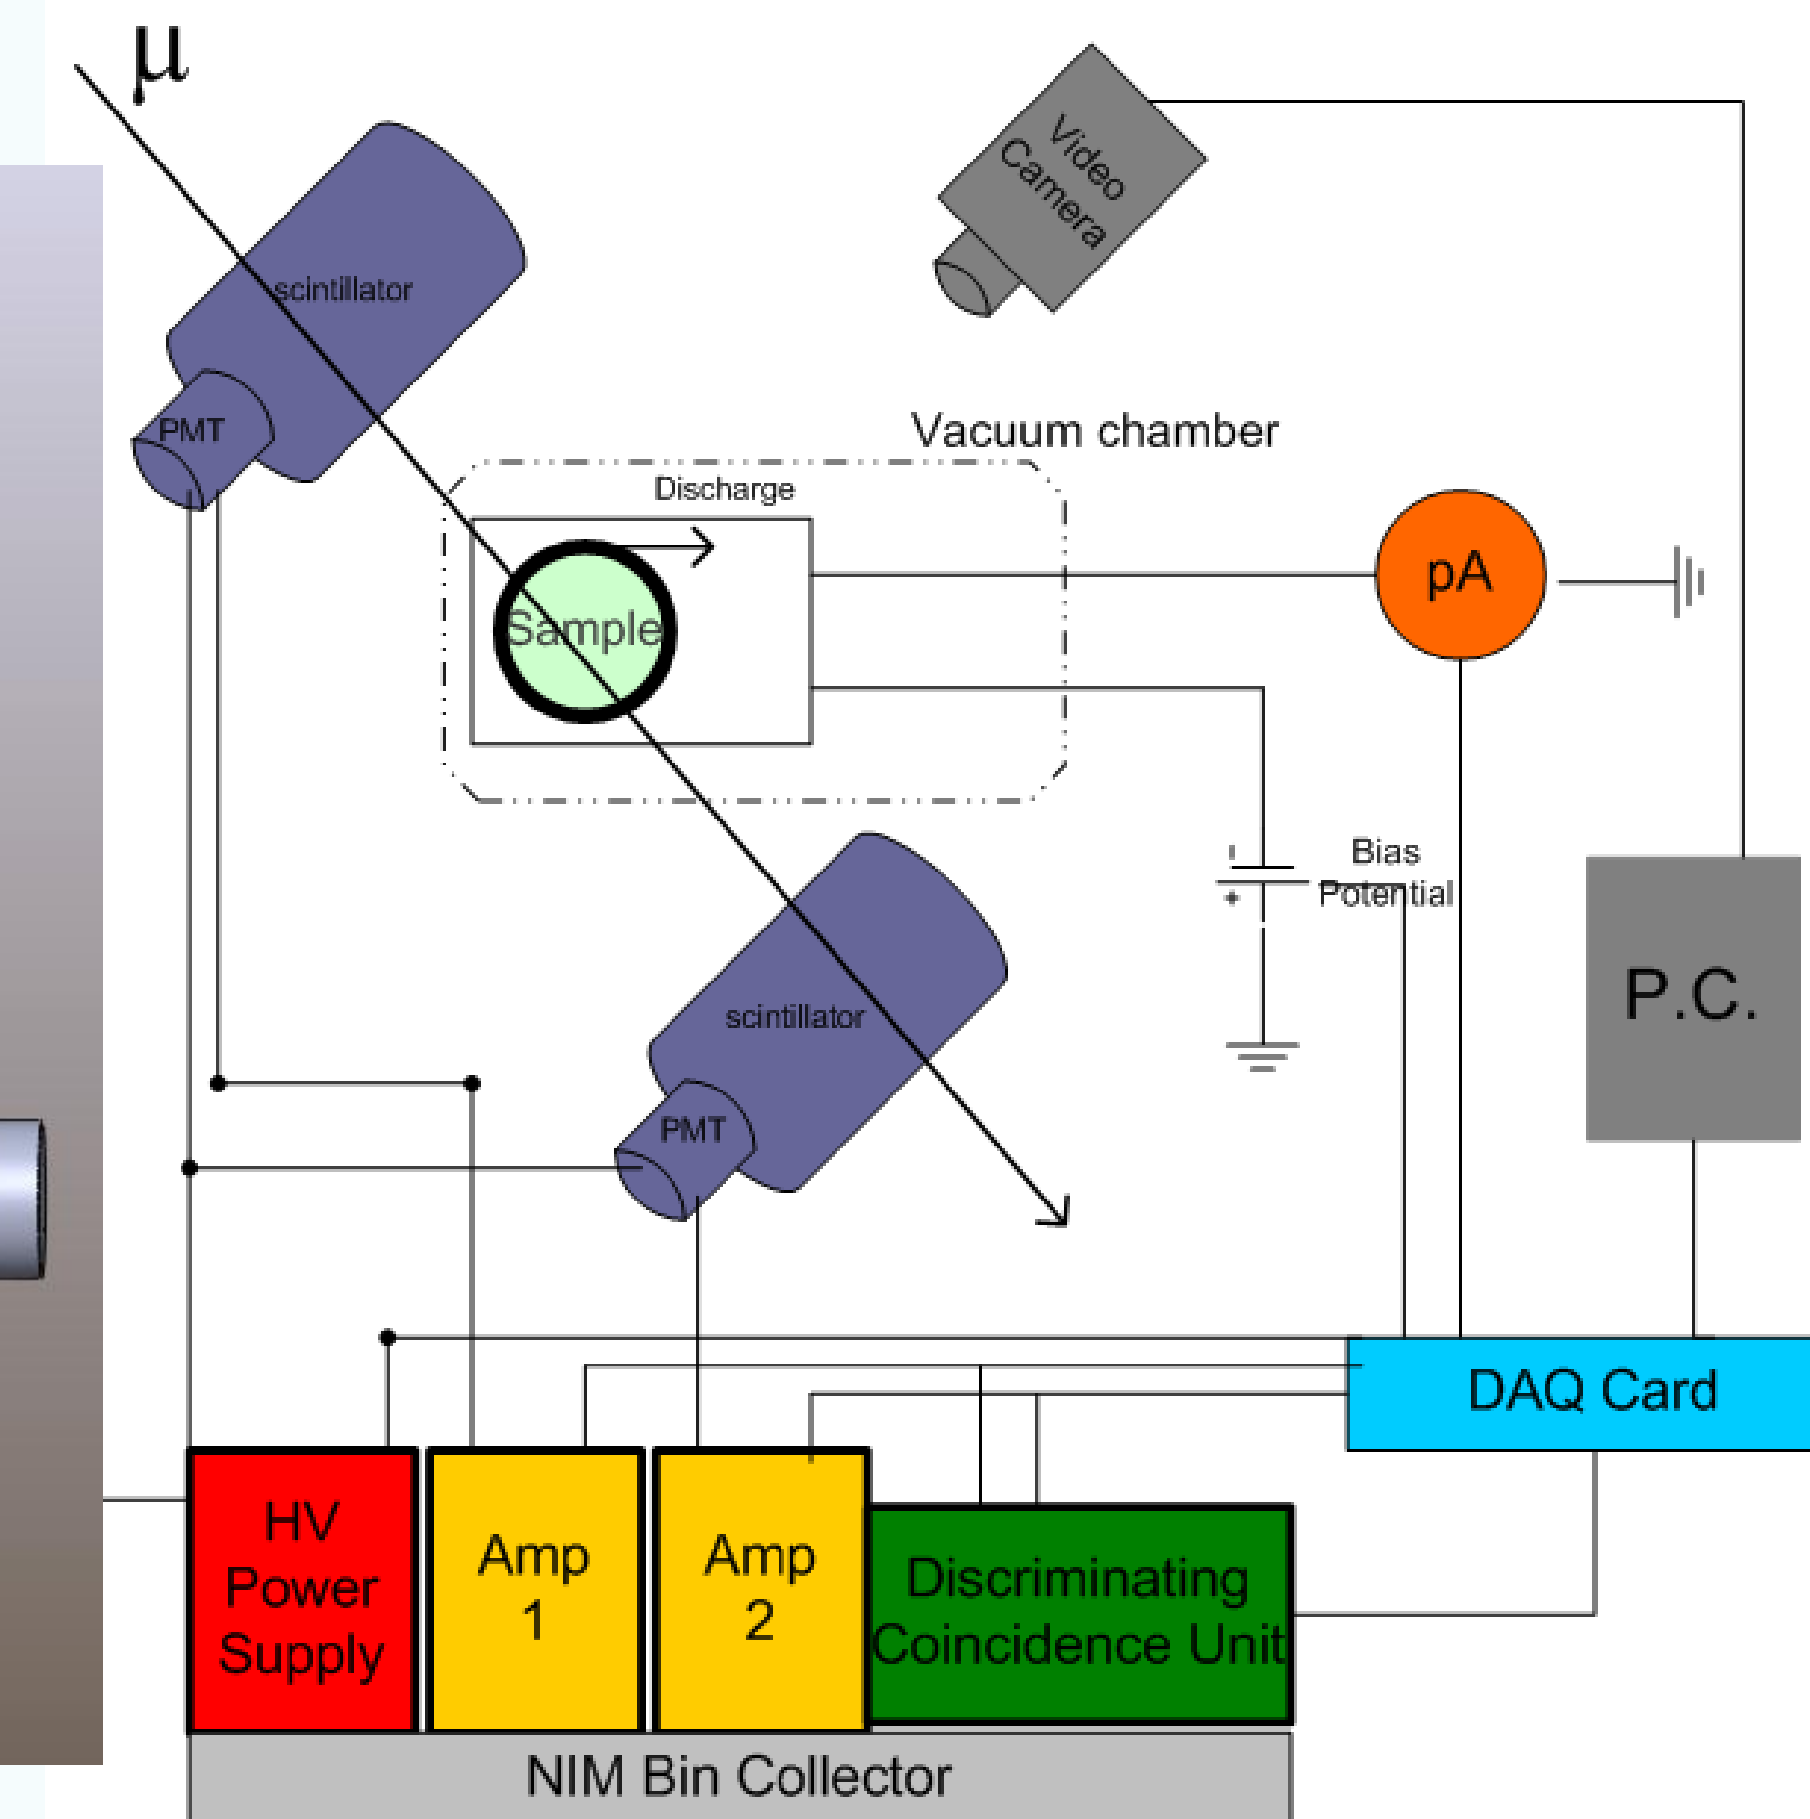 μ
Video
Camera
scintillator
PMT
Vacuum chamber
Discharge
Sample
pA
Bias
Potential
-
+
P.C.
scintillator
PMT
DAQ Card
HV
Power
Supply
Amp
1
Amp
2
Discriminating
Coincidence Unit
NIM Bin Collector